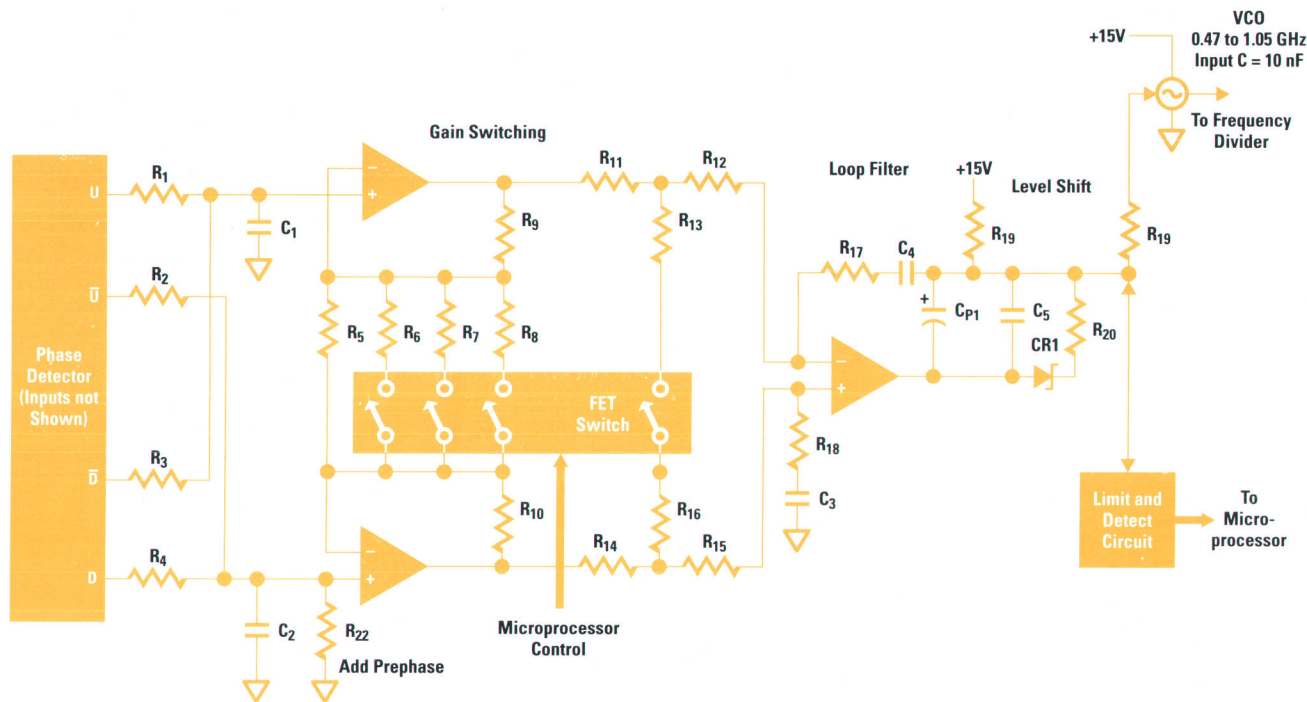 VCO
0.47 to 1.05 GHz
Input C = 10 nF
+15V
To Frequency
Divider
Gain Switching
R11
R12
Loop Filter
+15V
Level Shift
U
R1
C1
−
+
R9
R13
R17
C4
R19
R19
Ū
R2
R5
R6
R7
R8
+
CP1
C5
R20
CR1
Phase
Detector
(Inputs not
Shown)
FET
Switch
−
+
R18
C3
D̄
R3
R10
R16
Limit and
Detect
Circuit
To
Micro-
processor
D
R4
−
+
R14
R15
C2
R22
Add Prephase
Microprocessor
Control